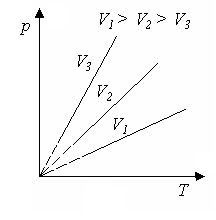 p
V₁ > V₂ > V₃
V₃
V₂
V₁
T